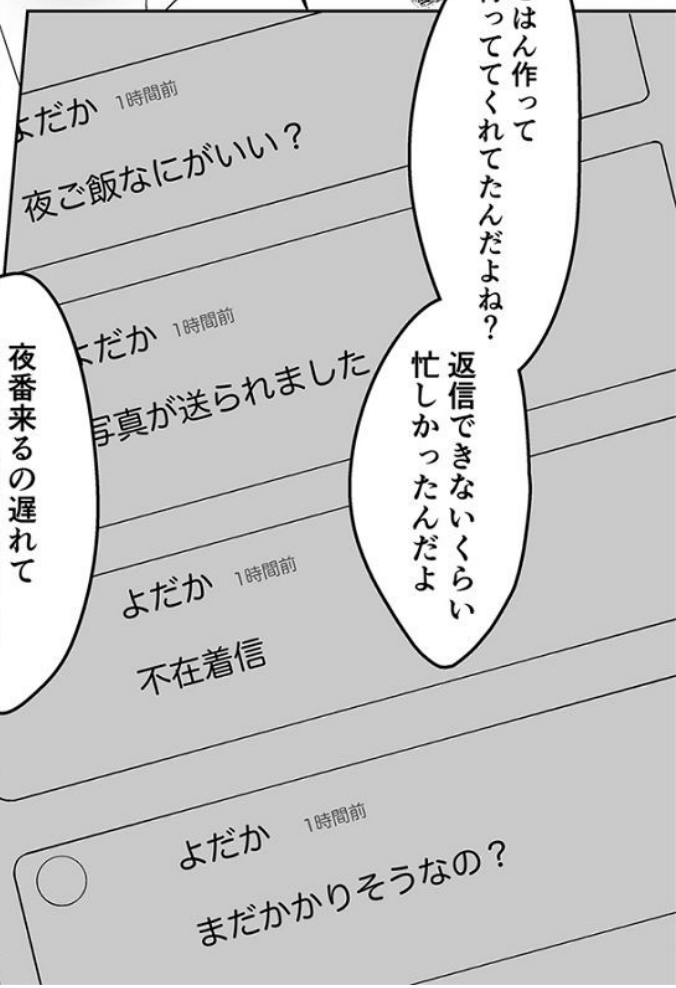 はん作って
ってくれてたんだよね？
返信できないくらい
忙しかったんだよ
夜番来るの遅れて
よだか 1時間前
夜ご飯なにがいい？
よだか 1時間前
写真が送られました
よだか 1時間前
不在着信
よだか 1時間前
まだかかりそうなの？